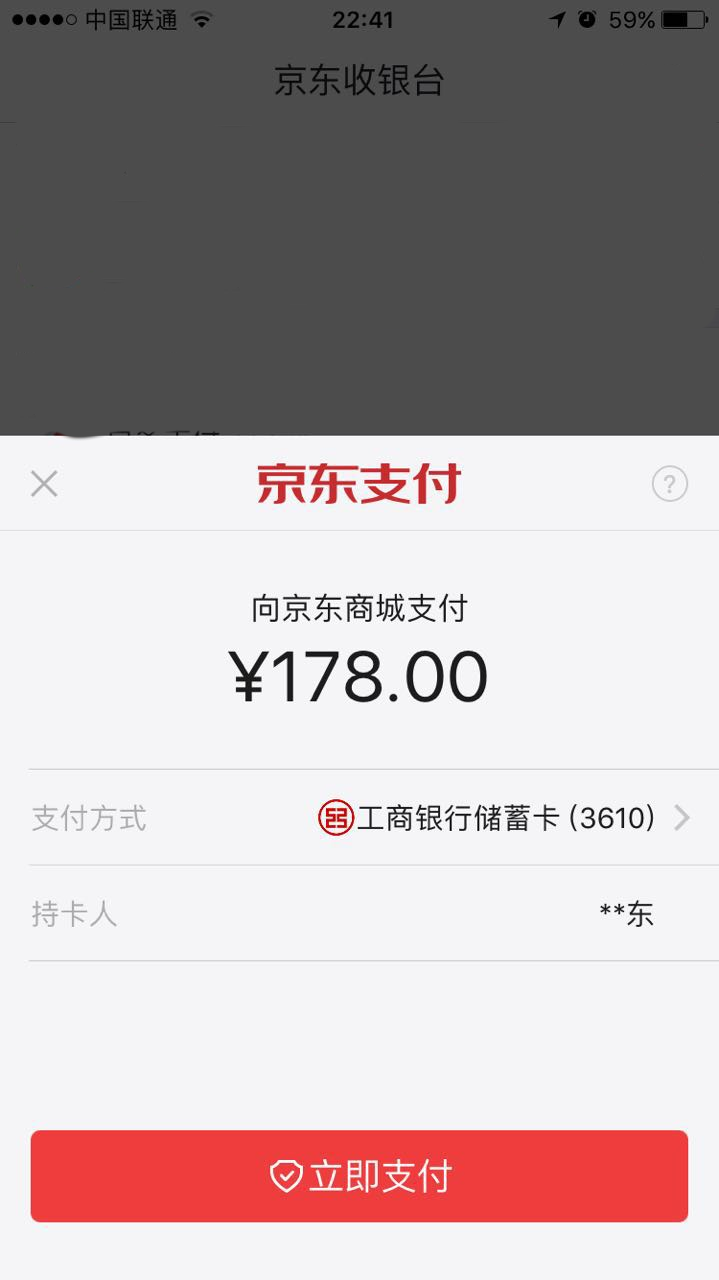 中国联通 22:41 59%
京东收银台
京东支付 ?
向京东商城支付
¥178.00
支付方式 工商银行储蓄卡 (3610)
持卡人 **东
立即支付